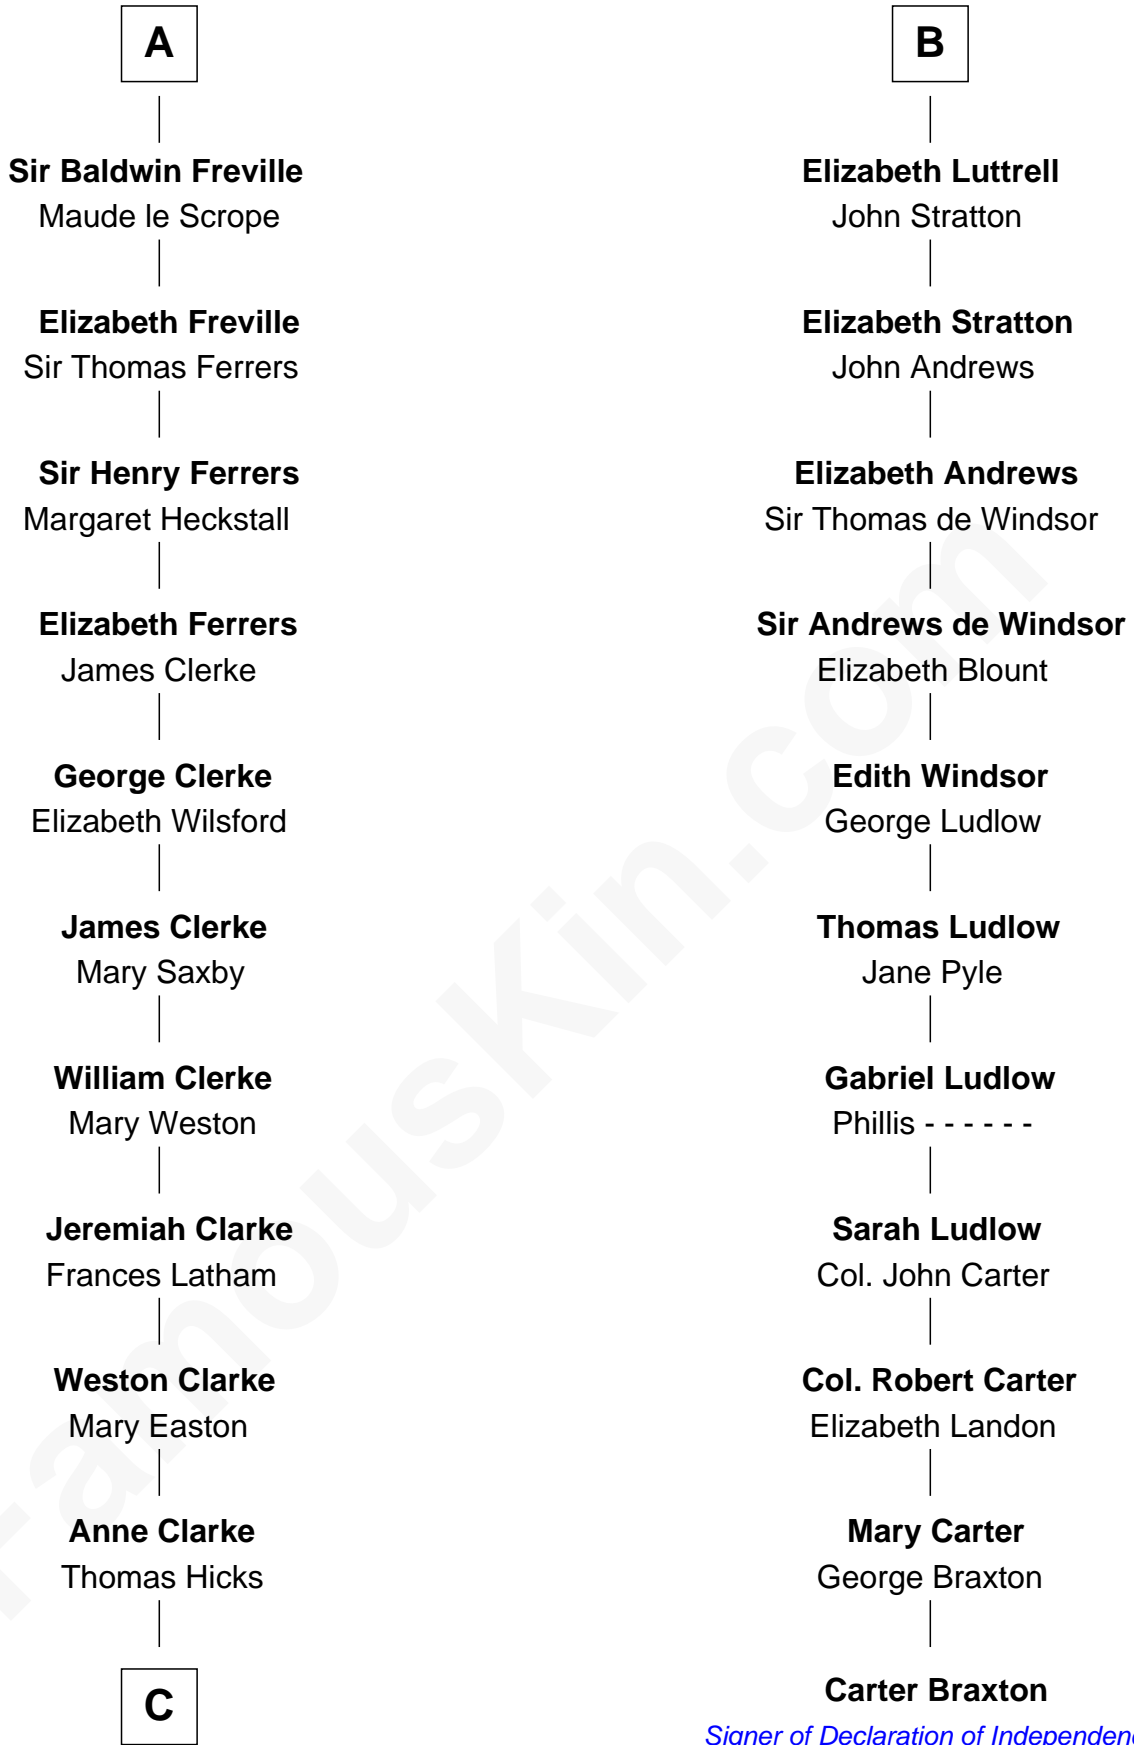 A
Sir Baldwin Freville
Maude le Scrope
Elizabeth Freville
Sir Thomas Ferrers
Sir Henry Ferrers
Margaret Heckstall
Elizabeth Ferrers
James Clerke
George Clerke
Elizabeth Wilsford
James Clerke
Mary Saxby
William Clerke
Mary Weston
Jeremiah Clarke
Frances Latham
Weston Clarke
Mary Easton
Anne Clarke
Thomas Hicks
C
B
Elizabeth Luttrell
John Stratton
Elizabeth Stratton
John Andrews
Elizabeth Andrews
Sir Thomas de Windsor
Sir Andrews de Windsor
Elizabeth Blount
Edith Windsor
George Ludlow
Thomas Ludlow
Jane Pyle
Gabriel Ludlow
Phillis - - - - - -
Sarah Ludlow
Col. John Carter
Col. Robert Carter
Elizabeth Landon
Mary Carter
George Braxton
Carter Braxton
Signer of Declaration of
FamousKin.com